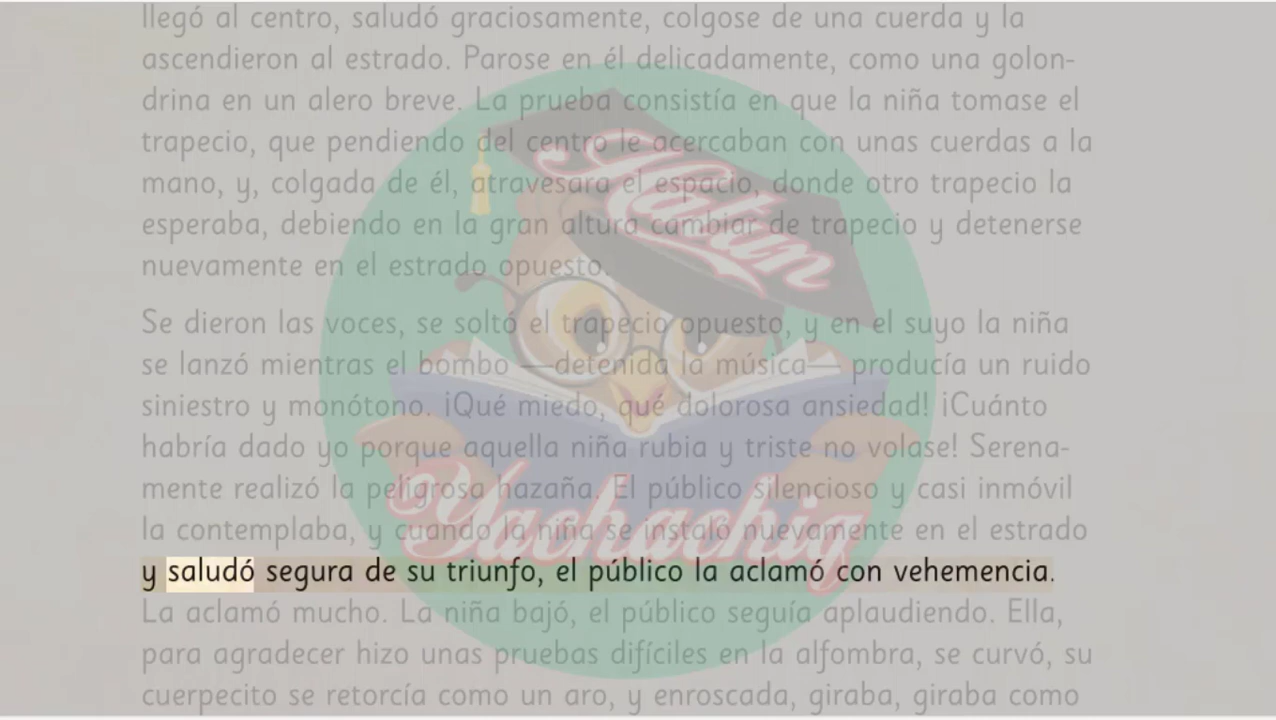 llegó al centro, saludó graciosamente, colgose de una cuerda y la
ascendieron al estrado. Parose en él delicadamente, como una golon-
drina en un alero breve. La prueba consistía en que la niña tomase el
trapecio, que pendiendo del centro le acercaban con unas cuerdas a la
mano, y, colgada de él, atravesara el espacio, donde otro trapecio la
esperaba, debiendo en la gran altura cambiar de trapecio y detenerse
nuevamente en el estrado opuesto.
Se dieron las voces, se soltó el trapecio opuesto, y en el suyo la niña
se lanzó mientras el bombo —detenida la música— producía un ruido
siniestro y monótono. ¡Qué miedo, qué dolorosa ansiedad! ¡Cuánto
habría dado yo porque aquella niña rubia y triste no volase! Serena-
mente realizó la peligrosa hazaña. El público silencioso y casi inmóvil
la contemplaba, y cuando la niña se instaló nuevamente en el estrado
y saludó segura de su triunfo, el público la aclamó con vehemencia.
La aclamó mucho. La niña bajó, el público seguía aplaudiendo. Ella,
para agradecer hizo unas pruebas difíciles en la alfombra, se curvó, su
cuerpecito se retorcía como un aro, y enroscada, giraba, giraba como
Hatun
Yachachiq